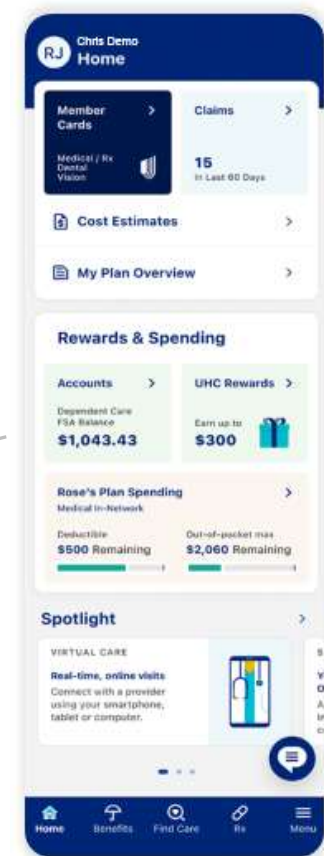 RJ
Chris Demo
Home
Member Cards
Medical / Rx
Dental
Vision
Claims
15
In Last 60 Days
Cost Estimates
My Plan Overview
Rewards & Spending
Accounts
Dependent Care
FSA Balance
$1,043.43
UHC Rewards
Earn up to
$300
Rose's Plan Spending
Medical In-Network
Deductible
$500 Remaining
Out-of-pocket max
$2,060 Remaining
Spotlight
VIRTUAL CARE
Real-time, online visits
Connect with a provider
using your smartphone,
tablet or computer.
Home
Benefits
Find Care
Rx
Menu